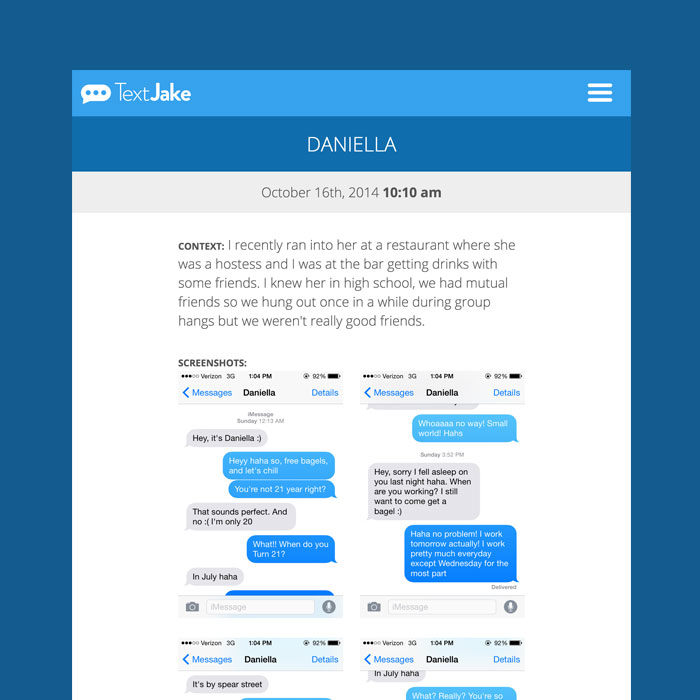 TextJake
DANIELLA
October 16th, 2014 10:10 am
CONTEXT: I recently ran into her at a restaurant where she
was a hostess and I was at the bar getting drinks with
some friends. I knew her in high school, we had mutual
friends so we hung out once in a while during group
hangs but we weren't really good friends.
SCREENSHOTS:
Verizon 3G 1:04 PM 92%
Messages Daniella Details
iMessage
Sunday 12:13 AM
Hey, it's Daniella :)
Heyy haha so, free bagels,
and let's chill
You're not 21 year right?
That sounds perfect. And
no :( I'm only 20
What!! When do you
Turn 21?
In July haha
iMessage
Verizon 3G 1:04 PM 92%
Messages Daniella Details
Whoaaaa no way! Small
world! Hahs
Sunday 3:52 PM
Hey, sorry I fell asleep on
you last night haha. When
are you working? I still
want to come get a
bagel :)
Haha no problem! I work
tomorrow actually! I work
pretty much everyday
except Wednesday for the
most part
Delivered
iMessage
Verizon 3G 1:04 PM 92%
Messages Daniella Details
It's by spear street
Verizon 3G 1:04 PM 92%
Messages Daniella Details
In July haha
What? Really? You're so